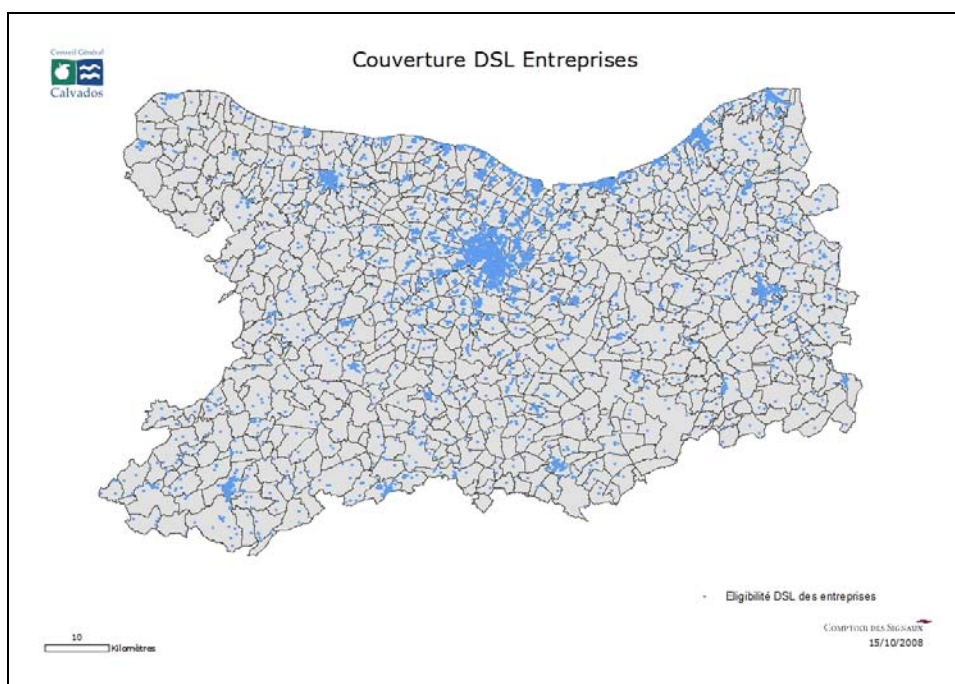 Conseil Général
Calvados
Couverture DSL Entreprises
Eligibilité DSL des entreprises
COMPTOIR DES SIGNAUX
15/10/2008
10
Kilomètres